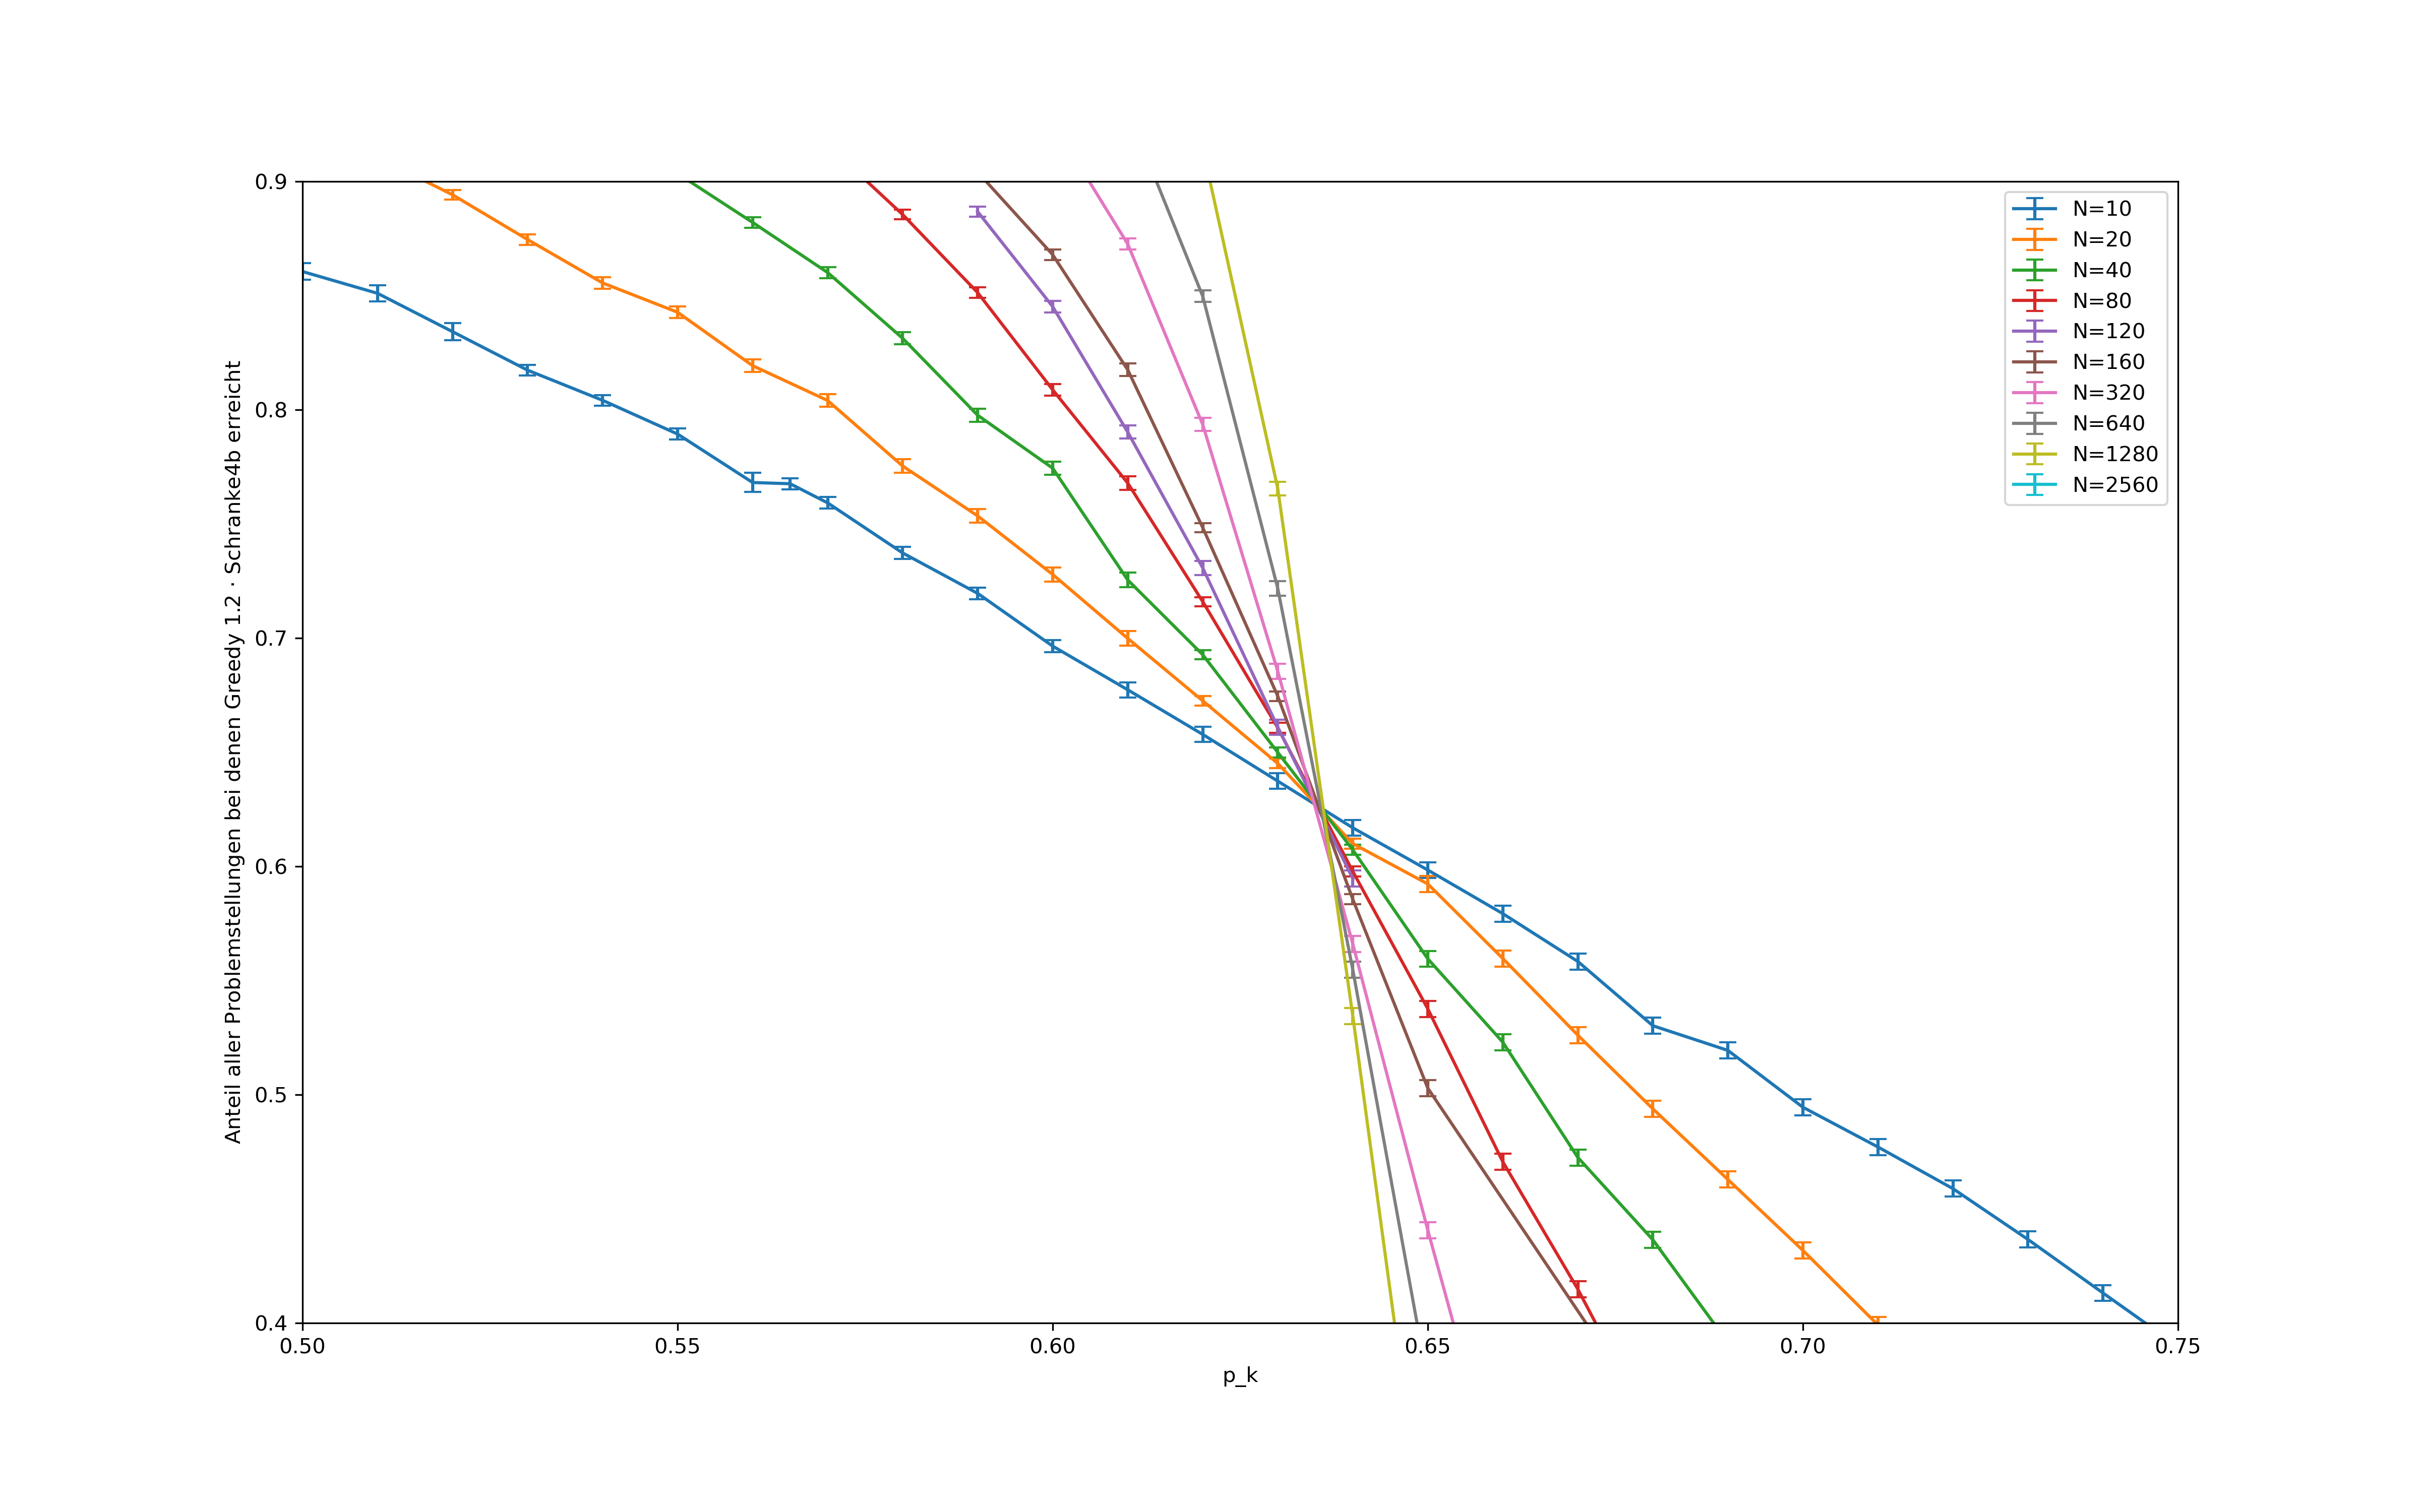 Anteil aller Problemstellungen bei denen Greedy 1.2 · Schranke4b erreicht
0.9
0.8
0.7
0.6
0.5
0.4
0.50
0.55
0.60
0.65
0.70
0.75
p_k
N=10
N=20
N=40
N=80
N=120
N=160
N=320
N=640
N=1280
N=2560